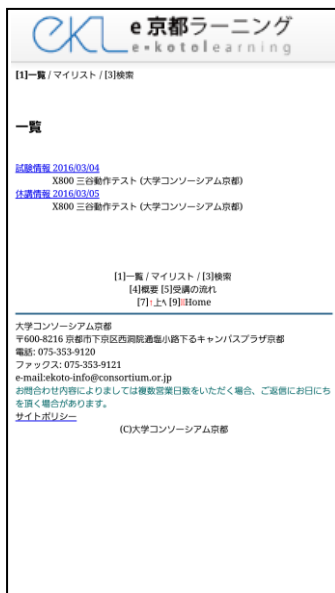 ekl e京都ラーニング
e-kotolearning
[1]一覧 / マイリスト / [3]検索
一覧
試験情報 2016/03/04
X800 三谷動作テスト (大学コンソーシアム京都)
休講情報 2016/03/05
X800 三谷動作テスト (大学コンソーシアム京都)
[1]一覧 / マイリスト / [3]検索
[4]概要 [5]受講の流れ
[7]↑上へ [9]Home
大学コンソーシアム京都
〒600-8216 京都市下京区西洞院通塩小路下るキャンパスプラザ京都
電話: 075-353-9120
ファックス: 075-353-9121
e-mail:ekoto-info@consortium.or.jp
お問合わせ内容によりましては複数営業日数をいただく場合、ご返信にお日にち
を頂く場合があります。
サイトポリシー
(C)大学コンソーシアム京都